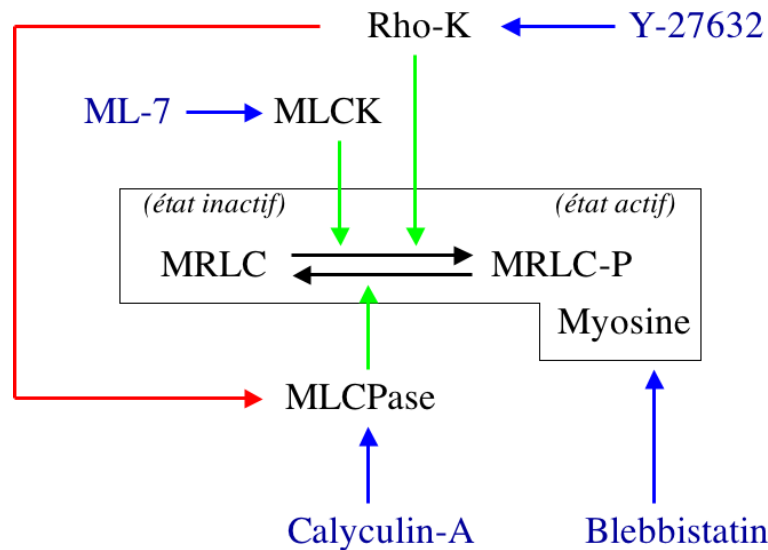 Rho-K
Y-27632
ML-7
MLCK
(état inactif)
(état actif)
MRLC
MRLC-P
Myosine
MLCPase
Calyculin-A
Blebbistatin